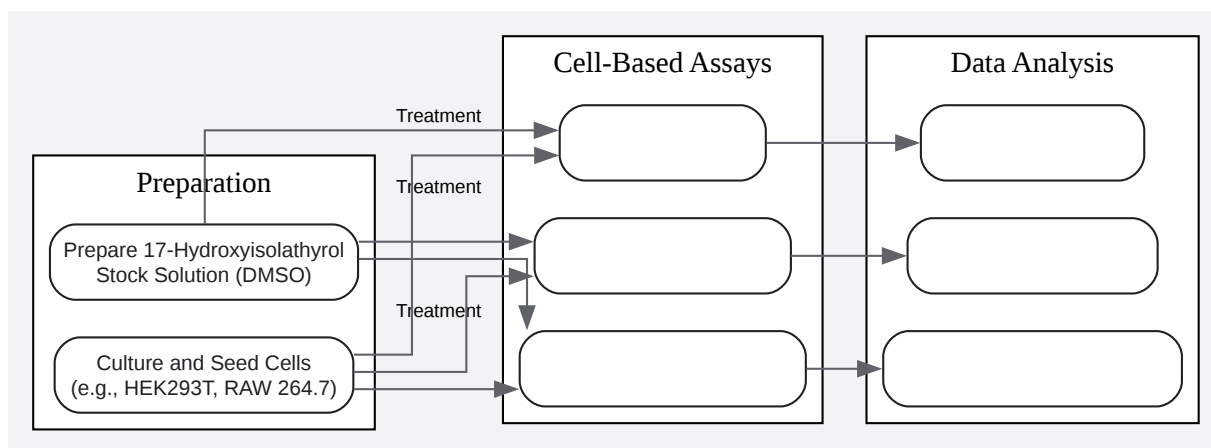 Cell-Based Assays
Data Analysis
Treatment
Preparation
Treatment
Prepare 17-Hydroxyisolathyrol
Stock Solution (DMSO)
Treatment
Culture and Seed Cells
(e.g., HEK293T, RAW 264.7)